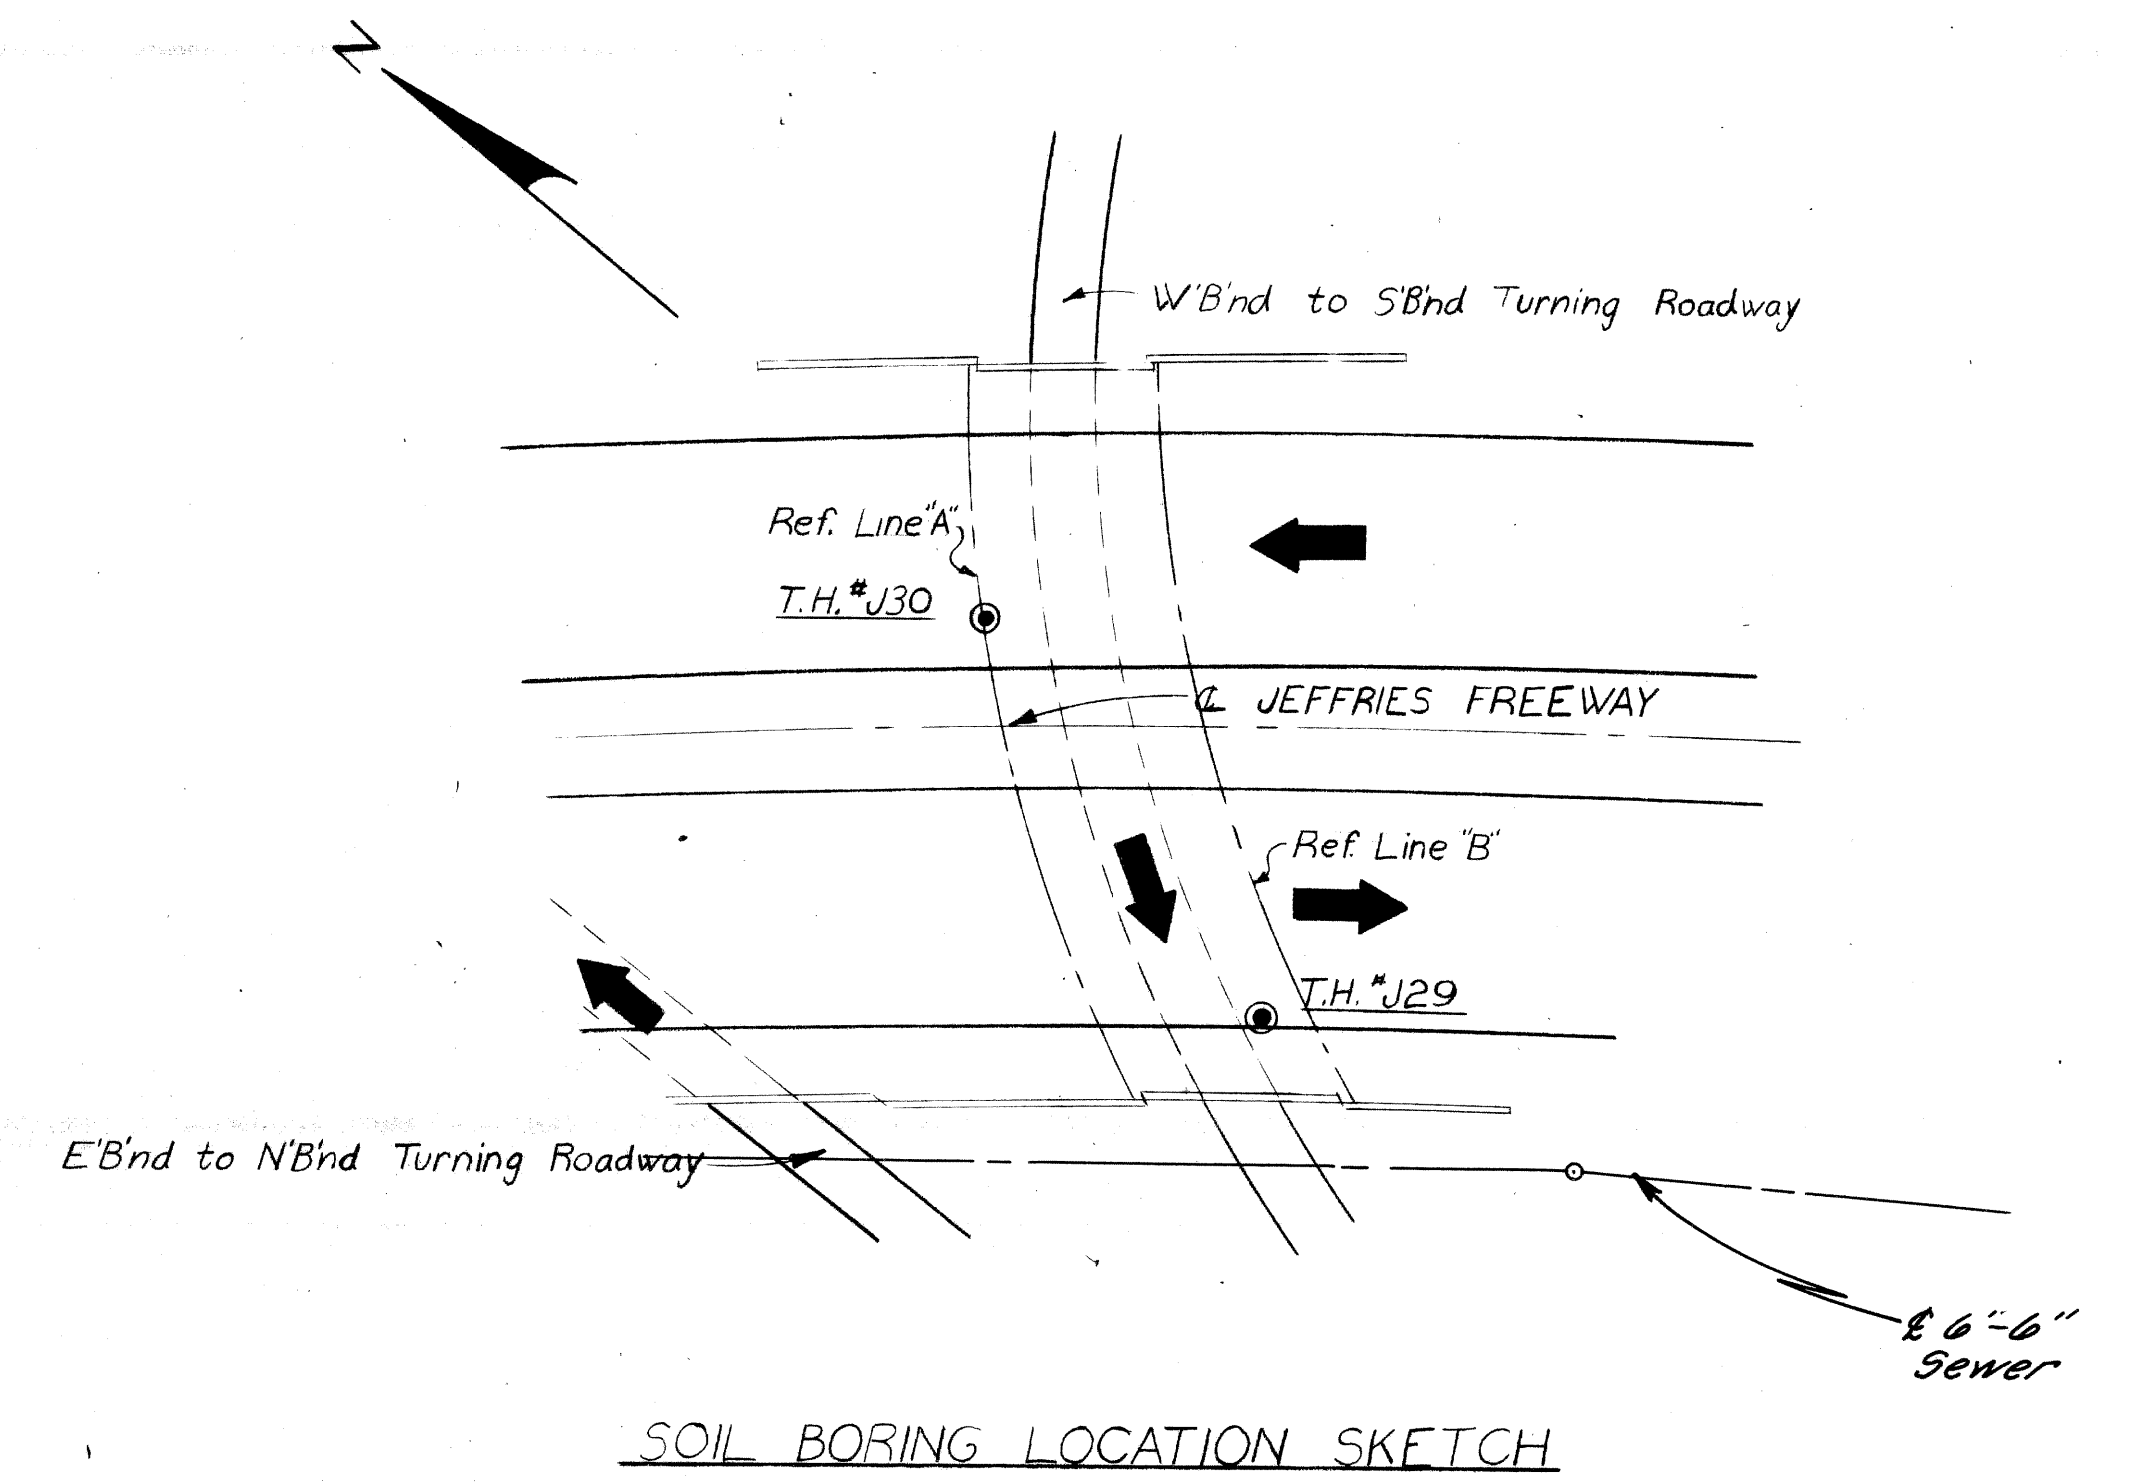 N
W'B'nd to S'B'nd Turning Roadway
Ref. Line "A"
T.H. #J30
℄ JEFFRIES FREEWAY
Ref. Line "B"
T.H. #J29
E'B'nd to N'B'nd Turning Roadway
℄ 6"-6"
Sewer
SOIL BORING LOCATION SKETCH